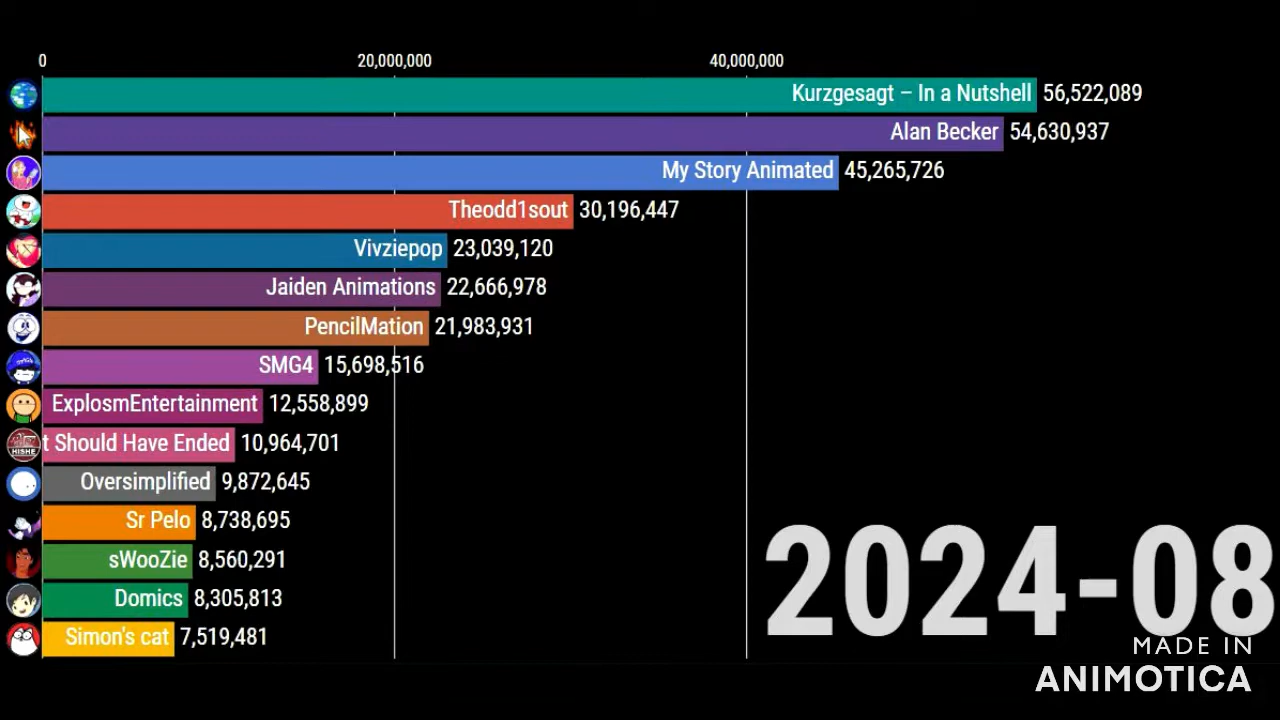 0 20,000,000 40,000,000
Kurzgesagt – In a Nutshell 56,522,089
Alan Becker 54,630,937
My Story Animated 45,265,726
Theodd1sout 30,196,447
Vivziepop 23,039,120
Jaiden Animations 22,666,978
PencilMation 21,983,931
SMG4 15,698,516
ExplosmEntertainment 12,558,899
HISHE t Should Have Ended 10,964,701
Oversimplified 9,872,645
Sr Pelo 8,738,695
sWooZie 8,560,291
Domics 8,305,813
Simon's cat 7,519,481
2024-08
MADE IN
ANIMOTICA